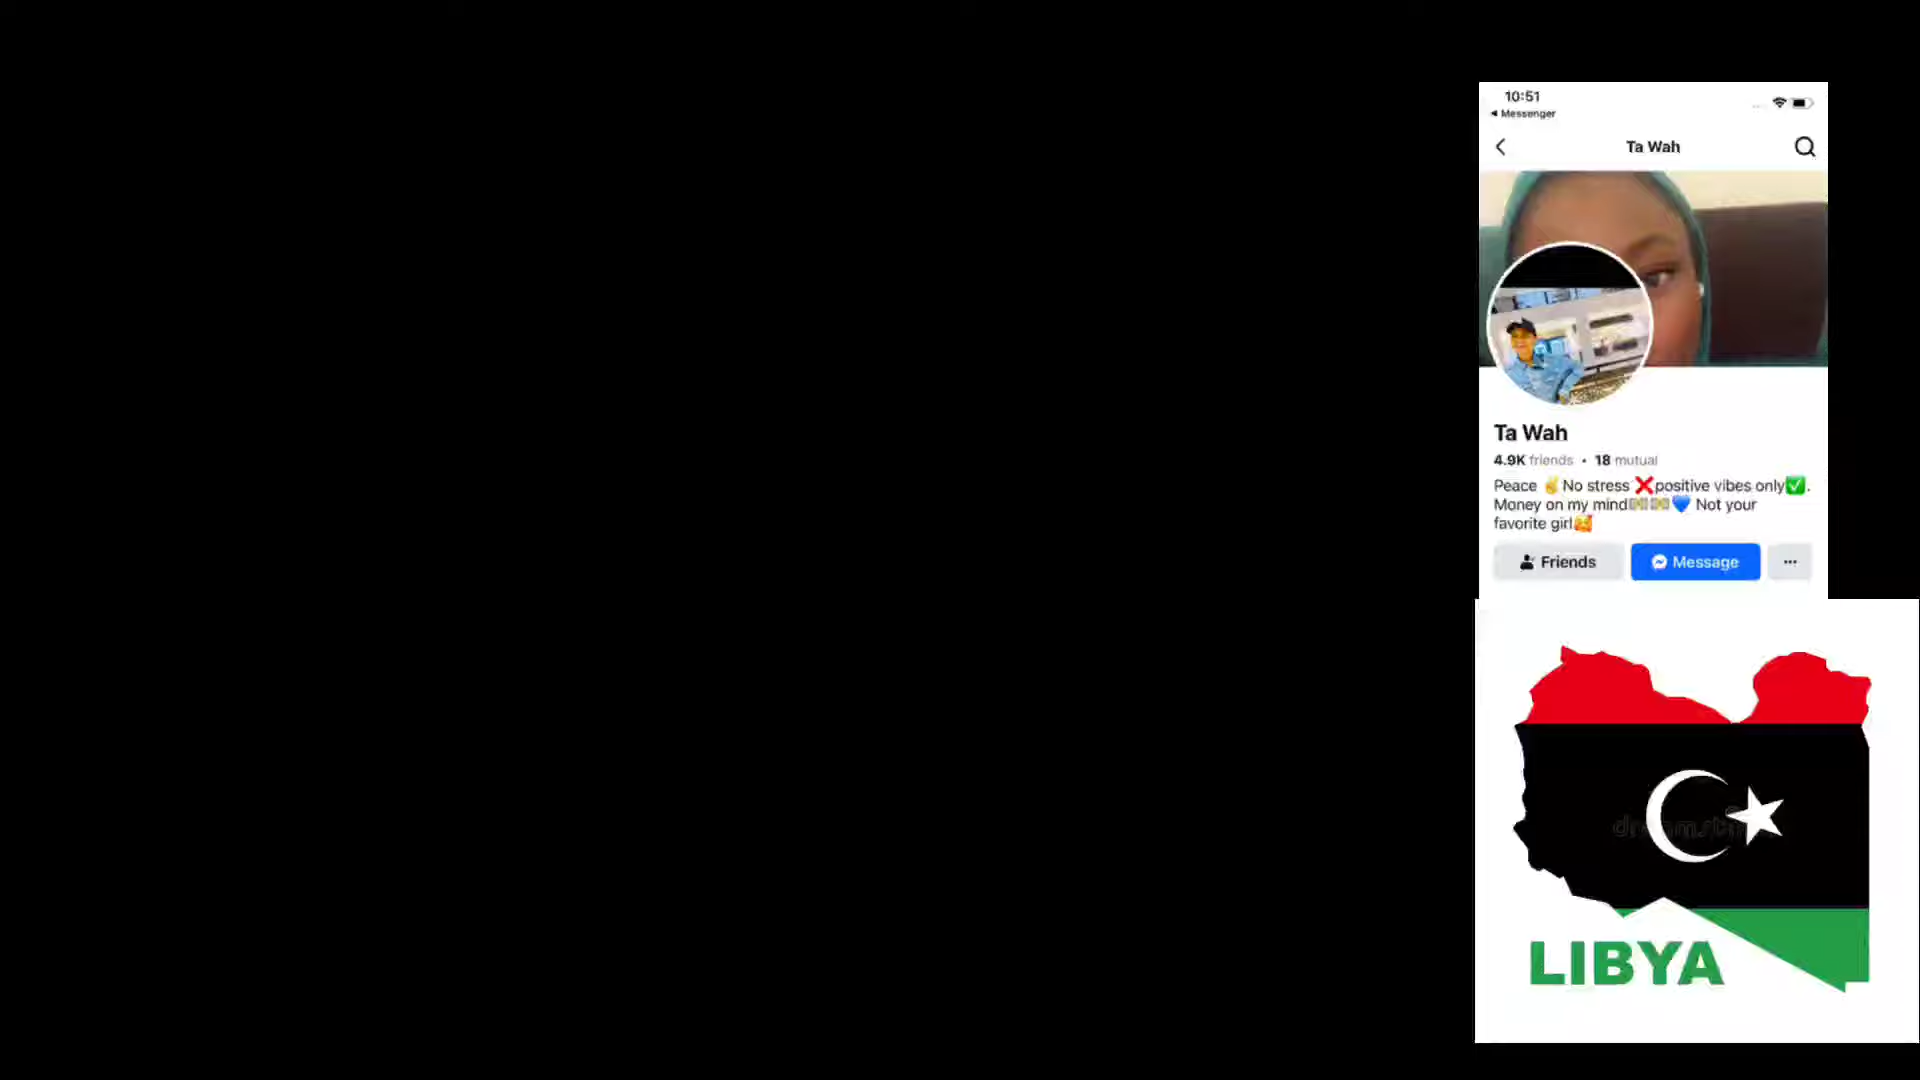 10:51
◀ Messenger
Ta Wah
Ta Wah
4.9K friends • 18 mutual
Peace ✌️No stress ❌positive vibes only✅.
Money on my mind💵💵💙 Not your
favorite girl🥰
Friends
Message
...
LIBYA